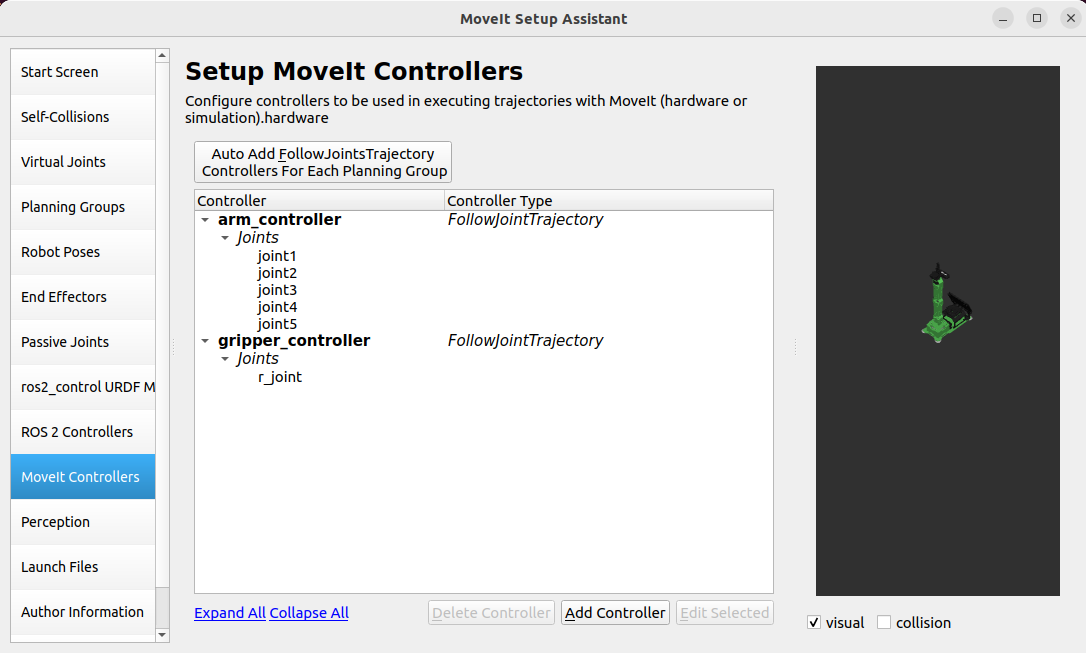 MoveIt Setup Assistant
Start Screen
Self-Collisions
Virtual Joints
Planning Groups
Robot Poses
End Effectors
Passive Joints
ros2_control URDF M
ROS 2 Controllers
MoveIt Controllers
Perception
Launch Files
Author Information
Setup MoveIt Controllers
Configure controllers to be used in executing trajectories with MoveIt (hardware or
simulation).hardware
Auto Add FollowJointsTrajectory
Controllers For Each Planning Group
Controller Controller Type
arm_controller FollowJointTrajectory
Joints
joint1
joint2
joint3
joint4
joint5
gripper_controller FollowJointTrajectory
Joints
r_joint
Expand All Collapse All Delete Controller Add Controller Edit Selected
visual collision